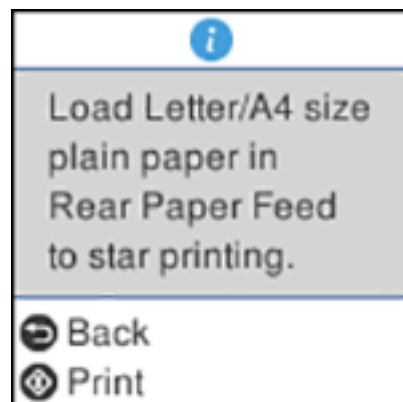 Load Letter/A4 size
plain paper in
Rear Paper Feed
to star printing.
Back
Print